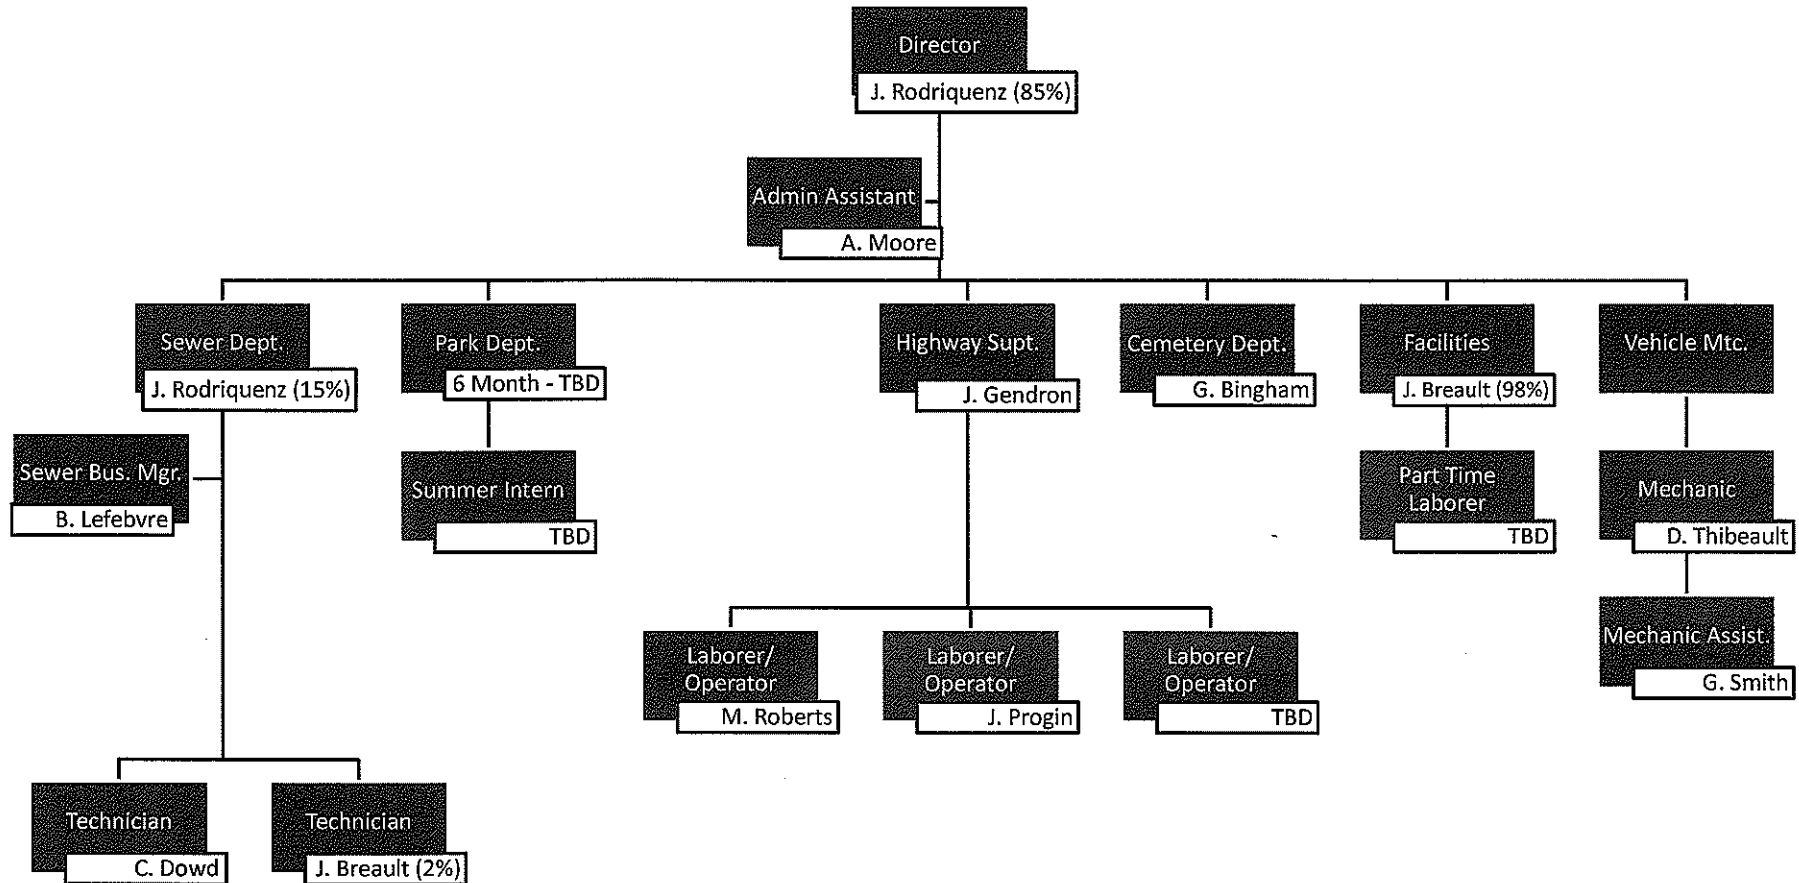 Director
J. Rodriquenz (85%)
Admin Assistant
A. Moore
Sewer Dept.
J. Rodriquenz (15%)
Park Dept.
6 Month - TBD
Highway Supt.
J. Gendron
Cemetery Dept.
G. Bingham
Facilities
J. Breault (98%)
Vehicle Mtc.
Sewer Bus. Mgr.
B. Lefebvre
Summer Intern
TBD
Part Time
Laborer
TBD
Mechanic
D. Thibeault
Laborer/
Operator
M. Roberts
Laborer/
Operator
J. Progin
Laborer/
Operator
TBD
Mechanic Assist.
G. Smith
Technician
C. Dowd
Technician
J. Breault (2%)